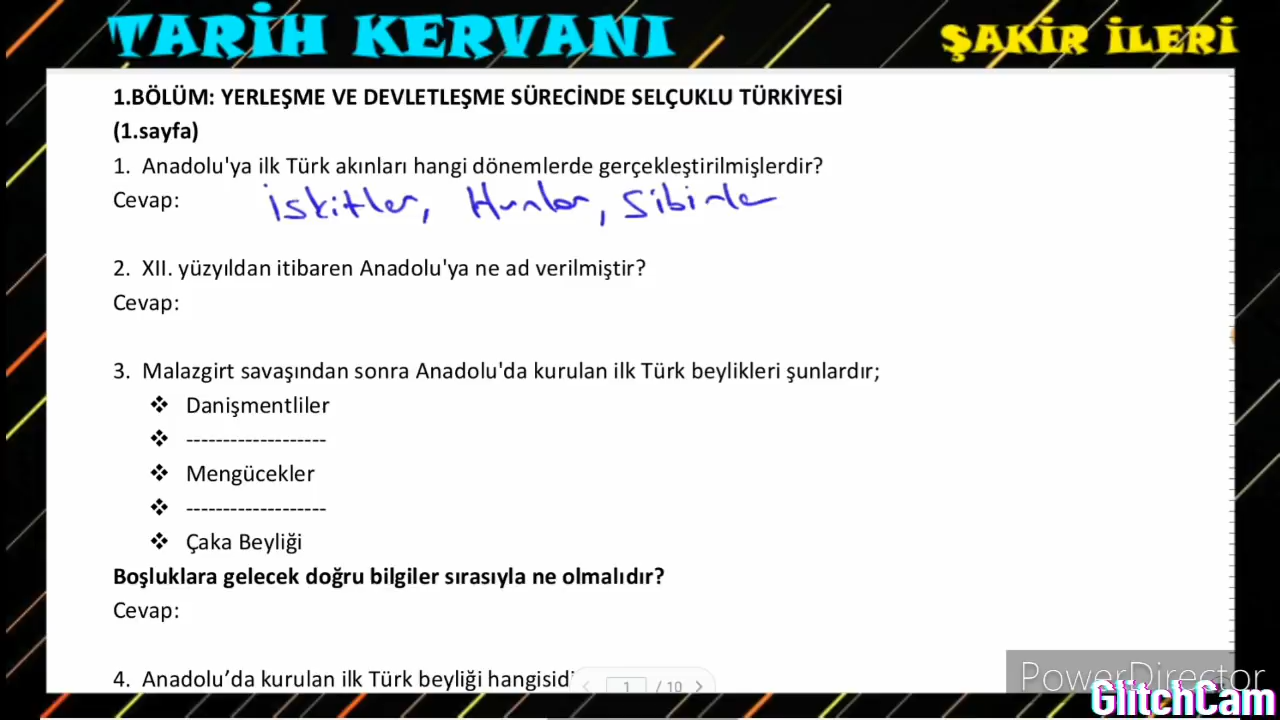 TARİH KERVANI
ŞAKİR İLERİ
1.BÖLÜM: YERLEŞME VE DEVLETLEŞME SÜRECİNDE SELÇUKLU TÜRKİYESİ
(1.sayfa)
1. Anadolu'ya ilk Türk akınları hangi dönemlerde gerçekleştirilmişlerdir?
Cevap: İskitler, Hunlar, Sibirler
2. XII. yüzyıldan itibaren Anadolu'ya ne ad verilmiştir?
Cevap:
3. Malazgirt savaşından sonra Anadolu'da kurulan ilk Türk beylikleri şunlardır;
❖ Danişmentliler
❖ -------------------
❖ Mengücekler
❖ -------------------
❖ Çaka Beyliği
Boşluklara gelecek doğru bilgiler sırasıyla ne olmalıdır?
Cevap:
4. Anadolu’da kurulan ilk Türk beyliği hangisidi
1 / 10
PowerDirector
GlitchCam